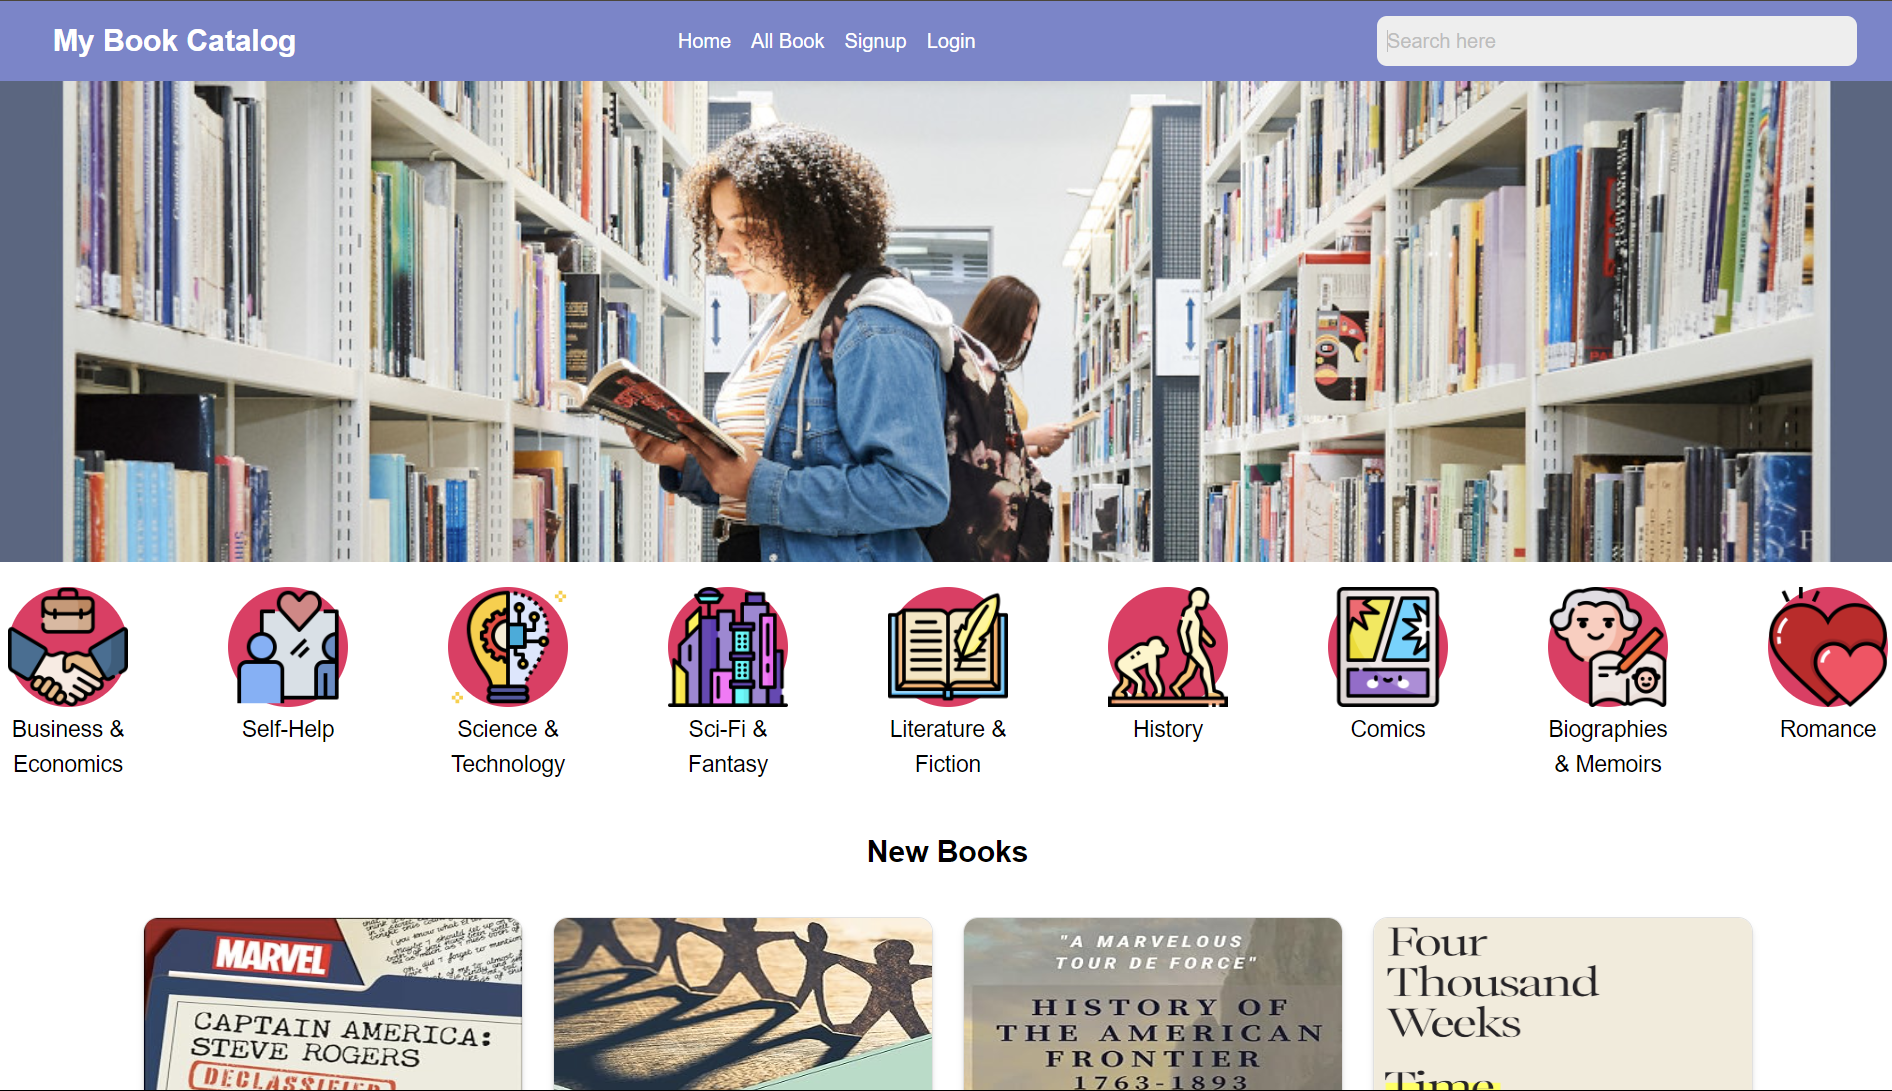 My Book Catalog
Home All Book Signup Login
Search here
Business &
Economics
Self-Help
Science &
Technology
Sci-Fi &
Fantasy
Literature &
Fiction
History
Comics
Biographies
& Memoirs
Romance
New Books
MARVEL
CAPTAIN AMERICA:
STEVE ROGERS
DECLASSIFIED
"A MARVELOUS
TOUR DE FORCE"
HISTORY OF
THE AMERICAN
FRONTIER
1763-1893
Four
Thousand
Weeks
Time